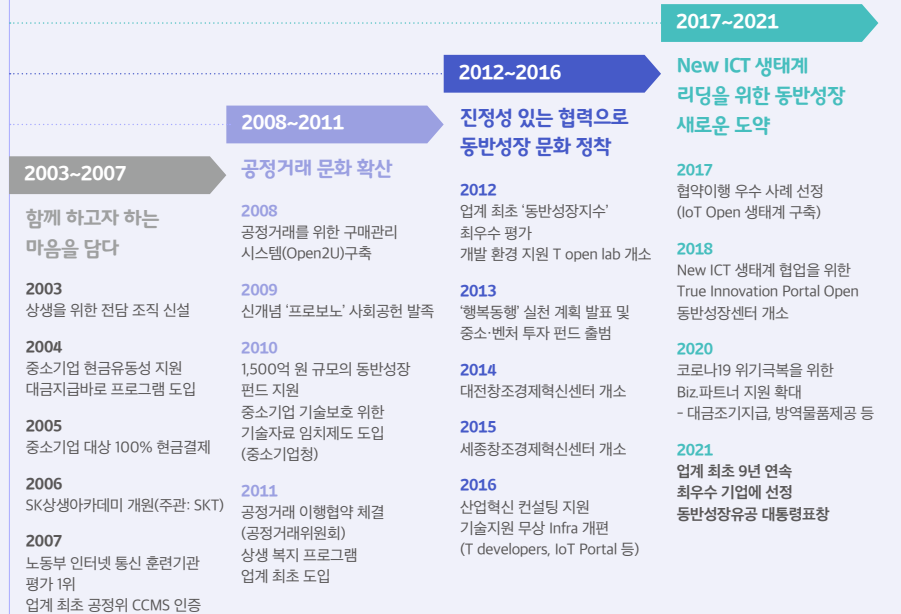 2003~2007
함께 하고자 하는
마음을 담다
2003
상생을 위한 전담 조직 신설
2004
중소기업 현금유동성 지원
대금지급바로 프로그램 도입
2005
중소기업 대상 100% 현금결제
2006
SK상생아카데미 개원(주관: SKT)
2007
노동부 인터넷 통신 훈련기관
평가 1위
업계 최초 공정위 CCMS 인증
2008~2011
공정거래 문화 확산
2008
공정거래를 위한 구매관리
시스템(Open2U)구축
2009
신개념 ‘프로보노’ 사회공헌 발족
2010
1,500억 원 규모의 동반성장
펀드 지원
중소기업 기술보호 위한
기술자료 임치제도 도입
(중소기업청)
2011
공정거래 이행협약 체결
(공정거래위원회)
상생 복지 프로그램
업계 최초 도입
2012~2016
진정성 있는 협력으로
동반성장 문화 정착
2012
업계 최초 ‘동반성장지수’
최우수 평가
개발 환경 지원 T open lab 개소
2013
‘행복동행’ 실천 계획 발표 및
중소·벤처 투자 펀드 출범
2014
대전창조경제혁신센터 개소
2015
세종창조경제혁신센터 개소
2016
산업혁신 컨설팅 지원
기술지원 무상 Infra 개편
(T developers, IoT Portal 등)
2017~2021
New ICT 생태계
리딩을 위한 동반성장
새로운 도약
2017
협약이행 우수 사례 선정
(IoT Open 생태계 구축)
2018
New ICT 생태계 협업을 위한
True Innovation Portal Open
동반성장센터 개소
2020
코로나19 위기극복을 위한
Biz.파트너 지원 확대
- 대금조기지급, 방역물품제공 등
2021
업계 최초 9년 연속
최우수 기업에 선정
동반성장유공 대통령표창